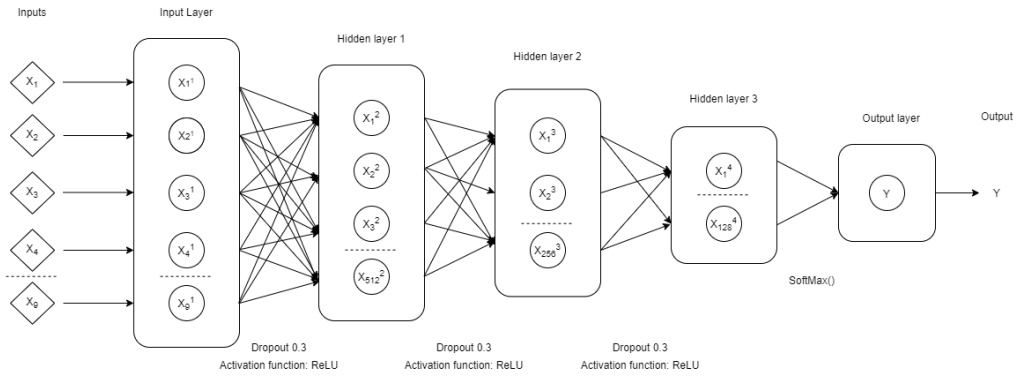 Inputs
Input Layer
Hidden layer 1
Hidden layer 2
Hidden layer 3
Output layer
Output
X₁
X₂
X₃
X₄
X₉
X₁¹
X₂¹
X₃¹
X₄¹
X₉¹
X₁²
X₂²
X₃²
X₅₁₂²
X₁³
X₂³
X₂₅₆³
X₁⁴
X₁₂₈⁴
Y
Y
SoftMax()
Dropout 0.3
Activation function: ReLU
Dropout 0.3
Activation function: ReLU
Dropout 0.3
Activation function: ReLU